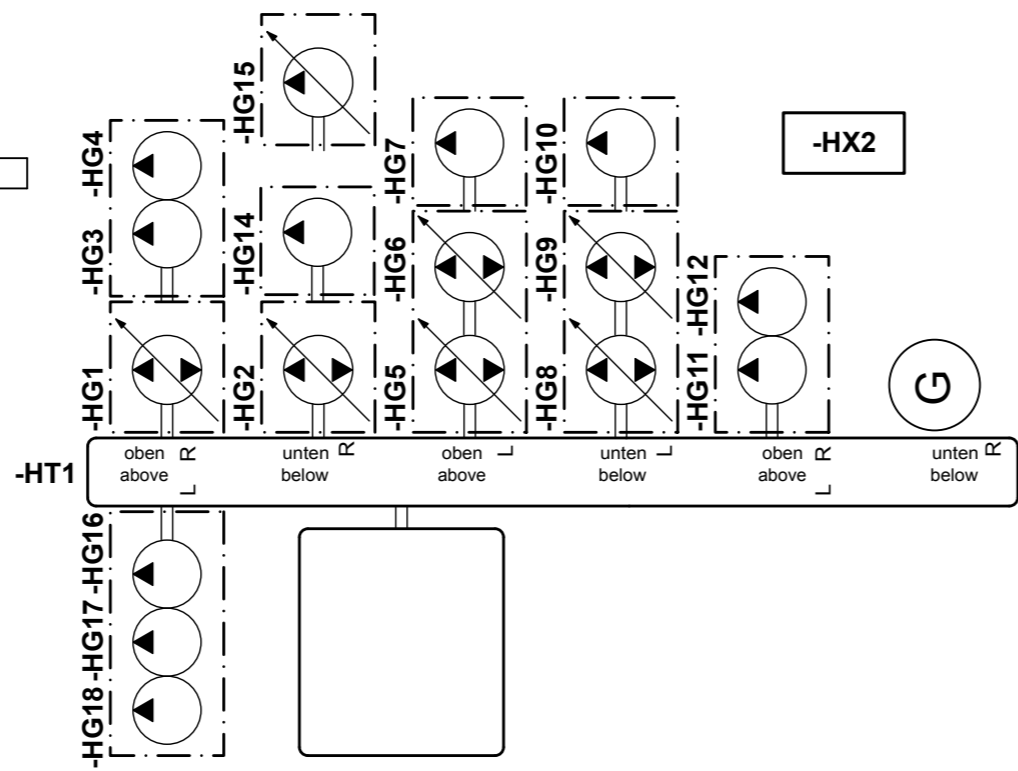 -HG15
-HG4
-HG7
-HG10
-HX2
-HG3
-HG14
-HG6
-HG9
-HG12
-HG1
-HG2
-HG5
-HG8
-HG11
G
-HT1
oben
above
L R
unten
below
R
oben
above
L
unten
below
L
oben
above
L R
unten
below
R
-HG16
-HG17
-HG18